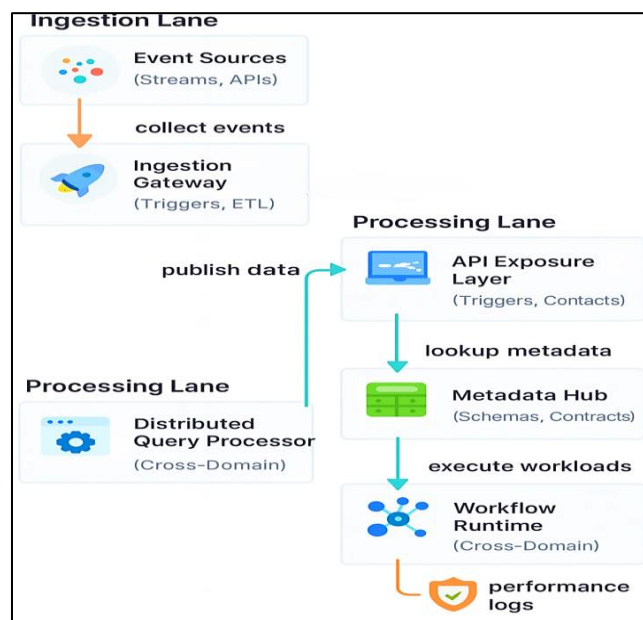 Ingestion Lane
Event Sources
(Streams, APIs)
collect events
Ingestion
Gateway
(Triggers, ETL)
Processing Lane
publish data
API Exposure
Layer
(Triggers, Contacts)
lookup metadata
Processing Lane
Metadata Hub
(Schemas, Contracts)
Distributed
Query Processor
(Cross-Domain)
execute workloads
Workflow
Runtime
(Cross-Domain)
performance
logs